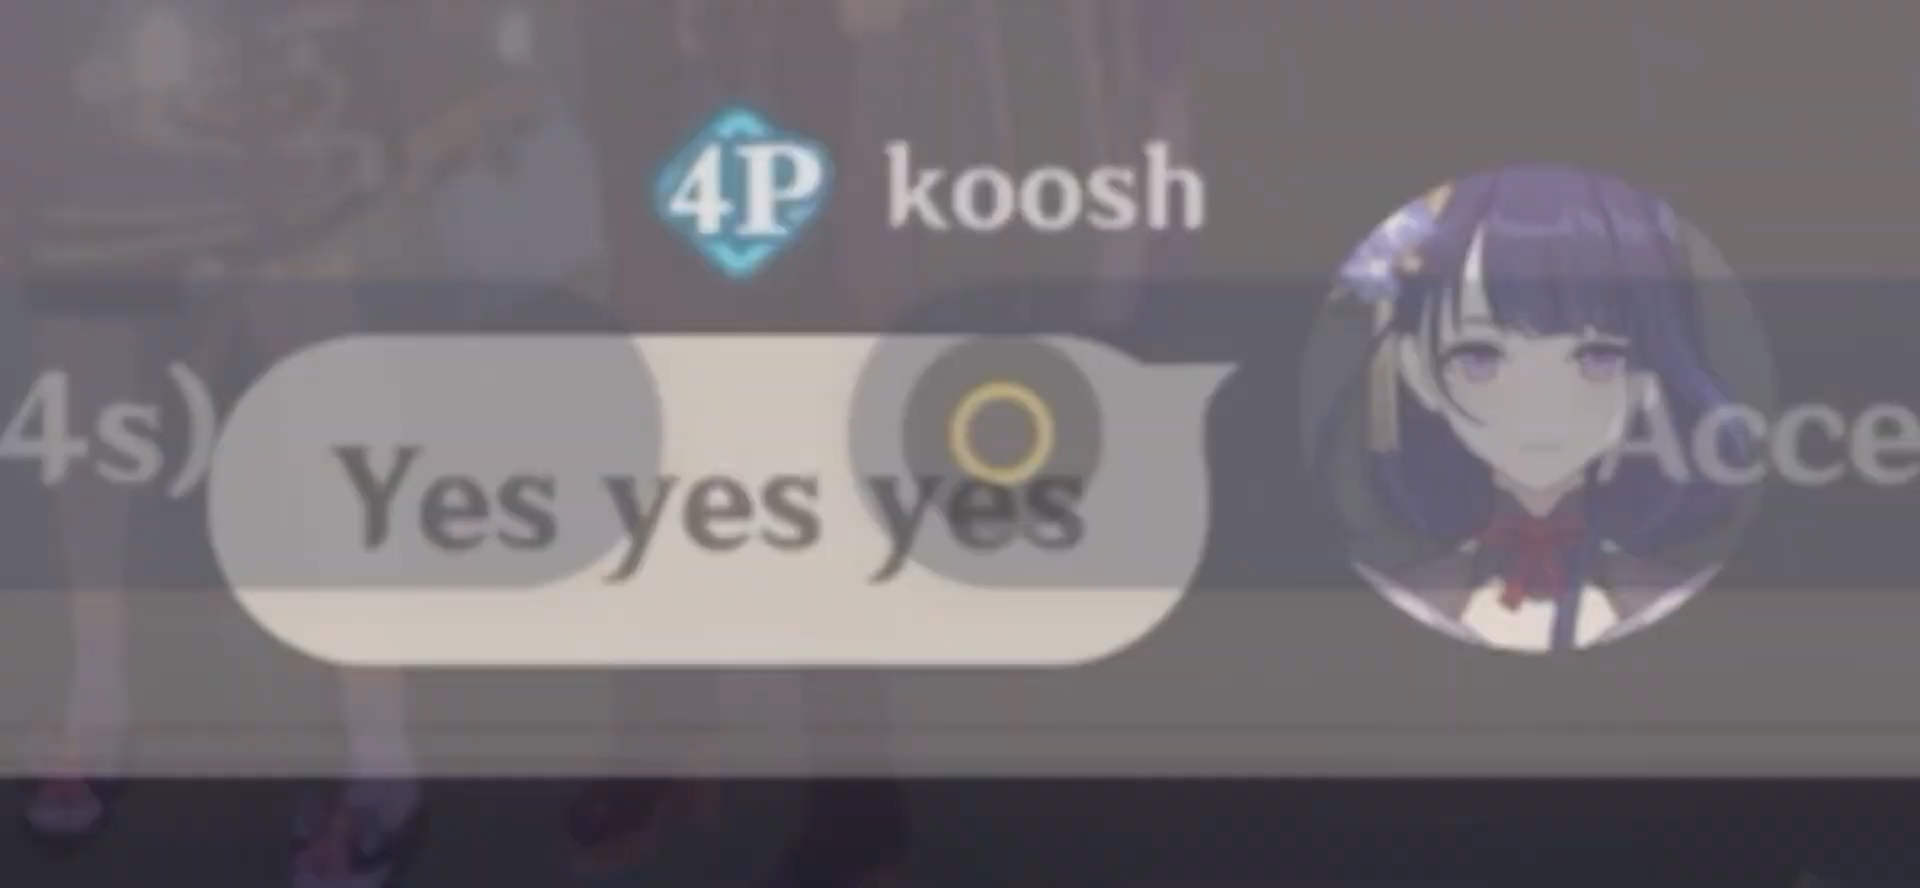 4P koosh
4s)
Acce
Yes yes yes